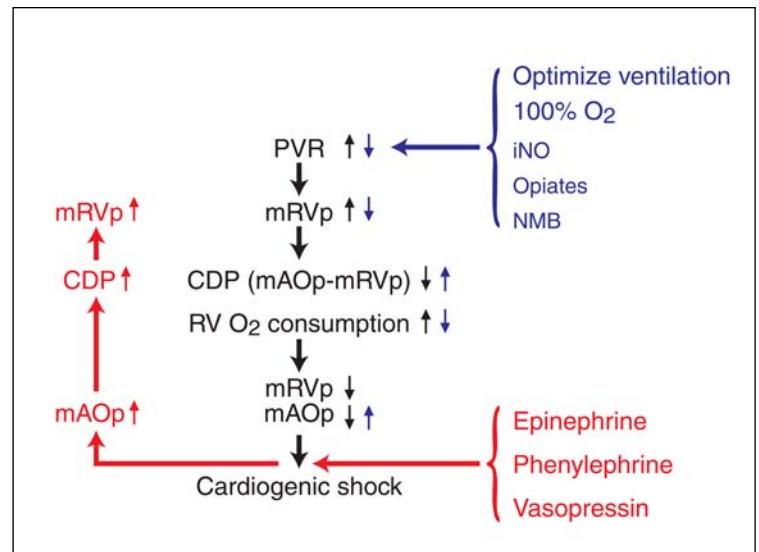 Optimize ventilation
100% O2
iNO
Opiates
NMB
PVR ↑ ↓
mRVp ↑ ↓
CDP (mAOp-mRVp) ↓ ↑
RV O2 consumption ↑ ↓
mRVp ↓
mAOp ↓ ↑
Cardiogenic shock
mRVp ↑
CDP ↑
mAOp ↑
Epinephrine
Phenylephrine
Vasopressin